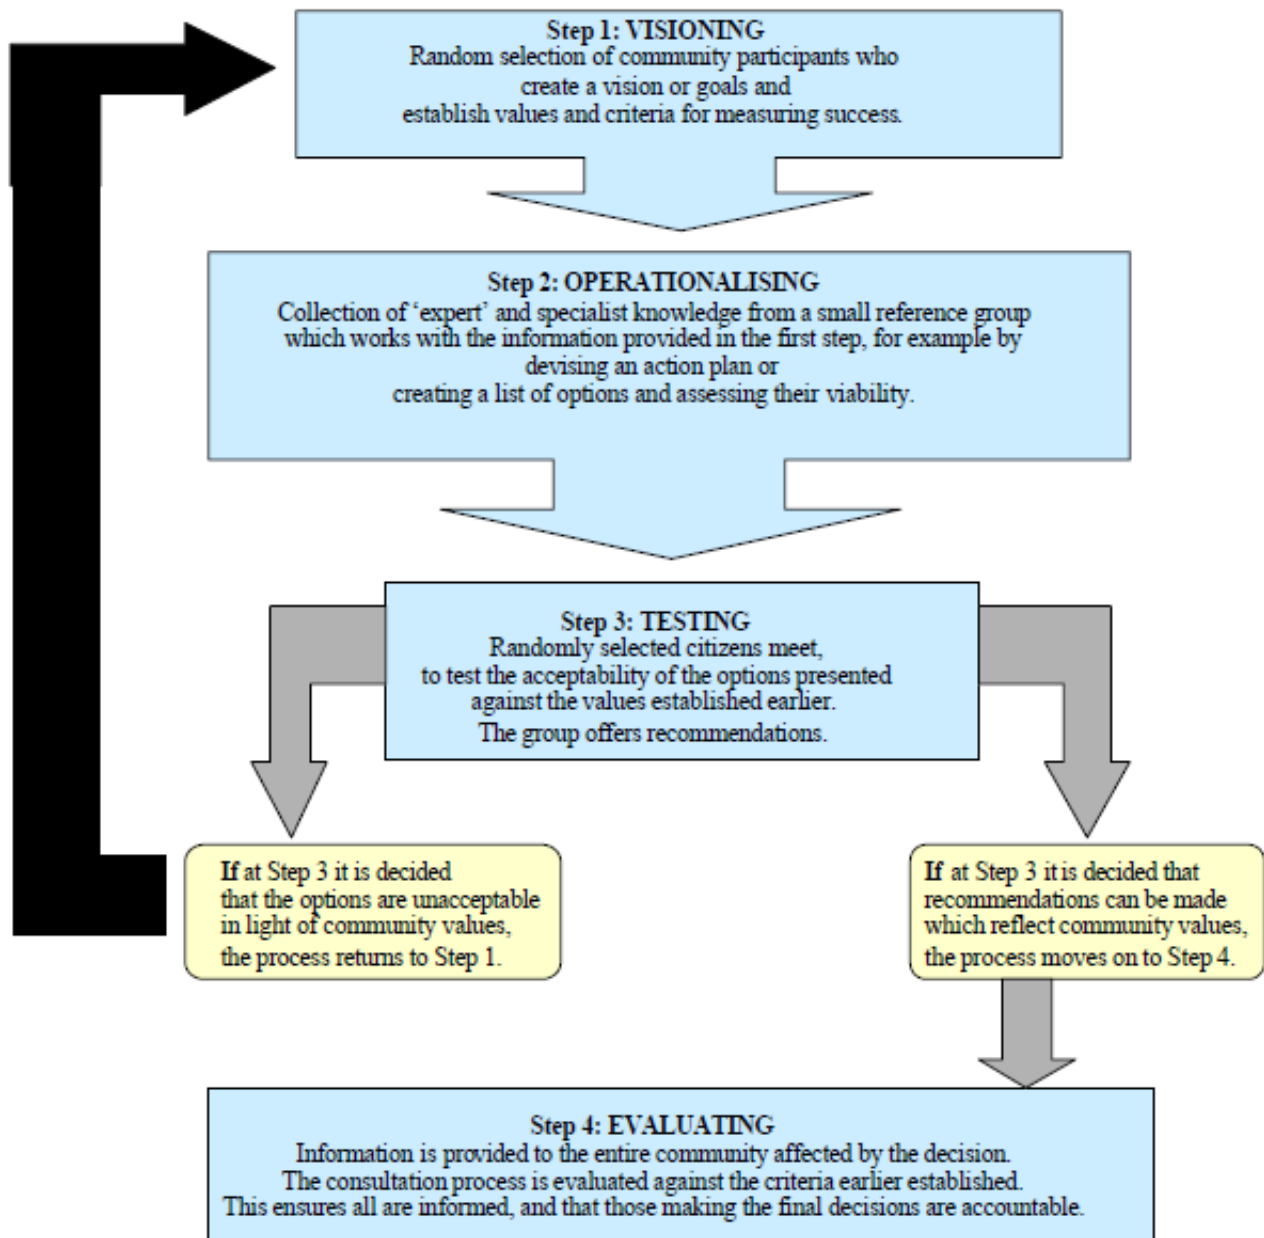 Step 1: VISIONING
Random selection of community participants who
create a vision or goals and
establish values and criteria for measuring success.
Step 2: OPERATIONALISING
Collection of ‘expert’ and specialist knowledge from a small reference group
which works with the information provided in the first step, for example by
devising an action plan or
creating a list of options and assessing their viability.
Step 3: TESTING
Randomly selected citizens meet,
to test the acceptability of the options presented
against the values established earlier.
The group offers recommendations.
If at Step 3 it is decided
that the options are unacceptable
in light of community values,
the process returns to Step 1.
If at Step 3 it is decided that
recommendations can be made
which reflect community values,
the process moves on to Step 4.
Step 4: EVALUATING
Information is provided to the entire community affected by the decision.
The consultation process is evaluated against the criteria earlier established.
This ensures all are informed, and that those making the final decisions are accountable.